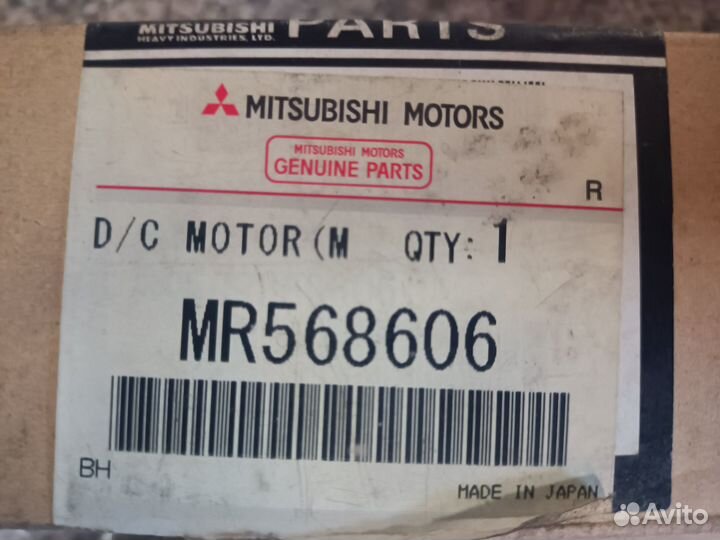 MITSUBISHI PARTS
HEAVY INDUSTRIES, LTD.
MITSUBISHI MOTORS
MITSUBISHI MOTORS
GENUINE PARTS
R
D/C MOTOR(M QTY: 1
MR568606
BH
MADE IN JAPAN
Avito